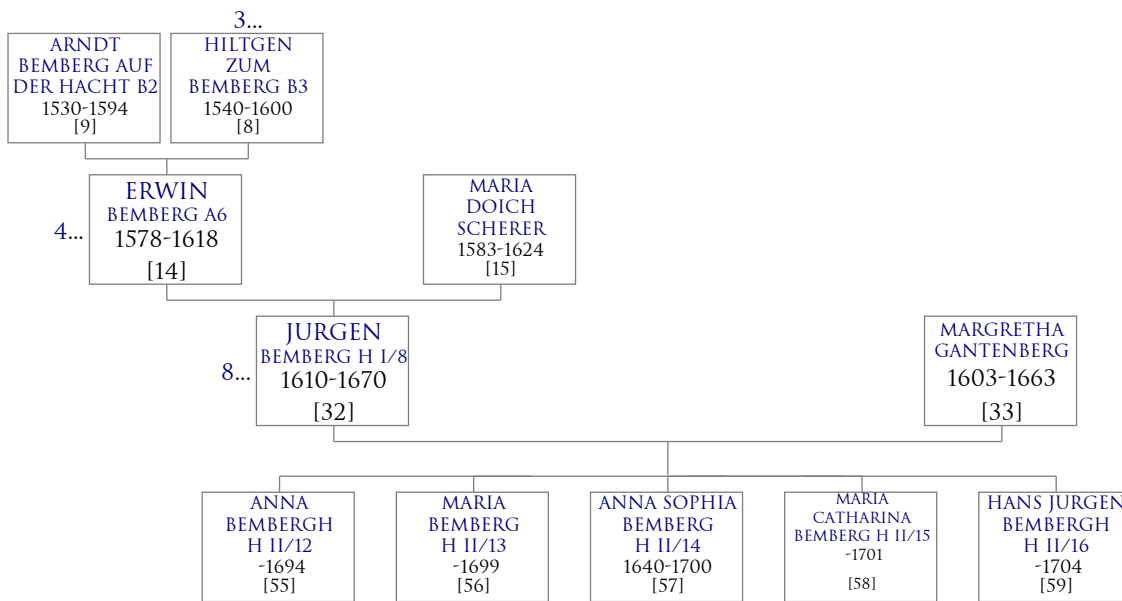 3...
ARNDT
BEMBERG AUF
DER HACHT B2
1530-1594
[9]
HILTGEN
ZUM
BEMBERG B3
1540-1600
[8]
4...
ERWIN
BEMBERG A6
1578-1618
[14]
MARIA
DOICH
SCHERER
1583-1624
[15]
8...
JURGEN
BEMBERG H I/8
1610-1670
[32]
MARGRETHA
GANTENBERG
1603-1663
[33]
ANNA
BEMBERGH
H II/12
-1694
[55]
MARIA
BEMBERG
H II/13
-1699
[56]
ANNA SOPHIA
BEMBERG
H II/14
1640-1700
[57]
MARIA
CATHARINA
BEMBERG H II/15
-1701
[58]
HANS JURGEN
BEMBERGH
H II/16
-1704
[59]